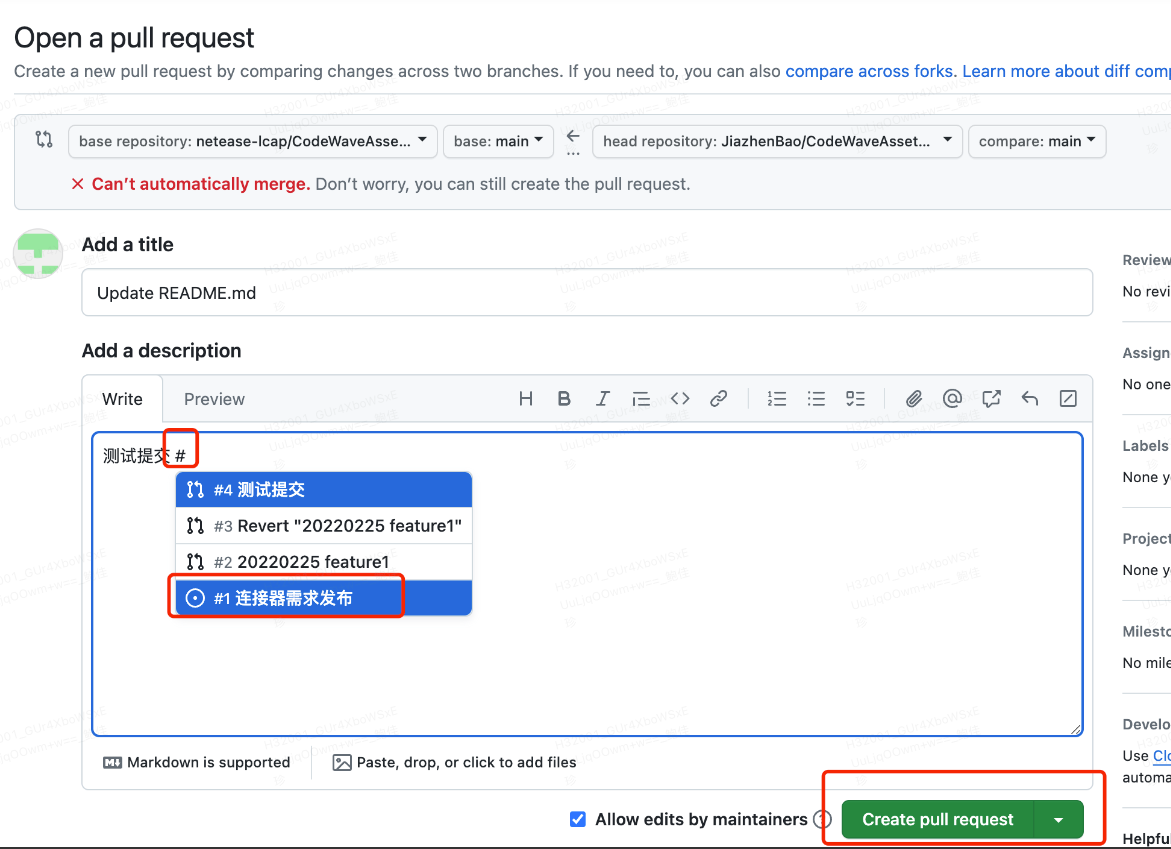 Open a pull request
Create a new pull request by comparing changes across two branches. If you need to, you can also compare across forks. Learn more about diff comp
base repository: netease-lcap/CodeWaveAsse... base: main ← ... head repository: JiazhenBao/CodeWaveAsset... compare: main
× Can't automatically merge. Don't worry, you can still create the pull request.
Add a title
Update README.md
Add a description
Write Preview
测试提交 #
#4 测试提交
#3 Revert "20220225 feature1"
#2 20220225 feature1
#1 连接器需求发布
Markdown is supported
Paste, drop, or click to add files
Allow edits by maintainers ?
Create pull request
Review
No revi
Assign
No one
Labels
None y
Project
None y
Milesto
No mile
Develo
Use Clo
automa
Helpfu